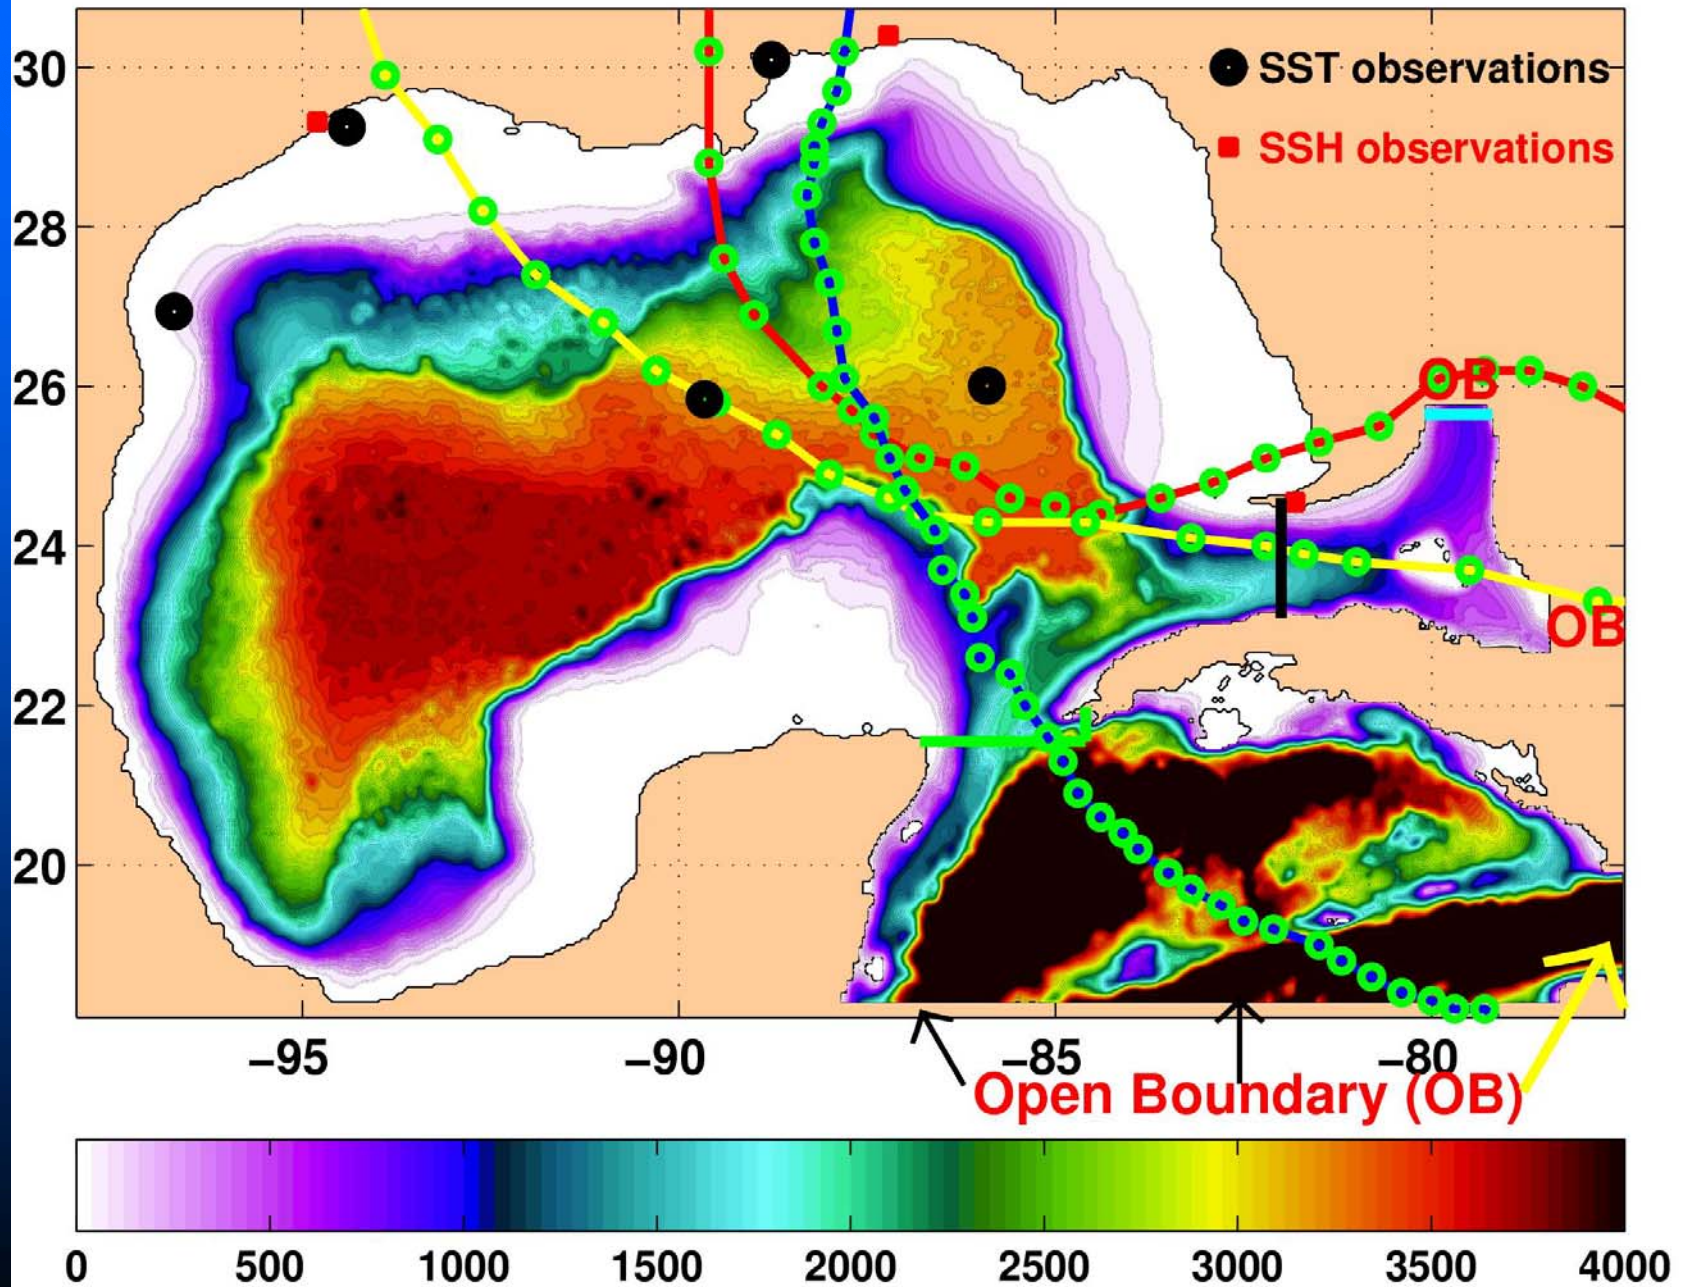 30
SST observations
SSH observations
28
26
OB
24
OB
22
20
−95 −90 −85 −80
Open Boundary (OB)
0 500 1000 1500 2000 2500 3000 3500 4000